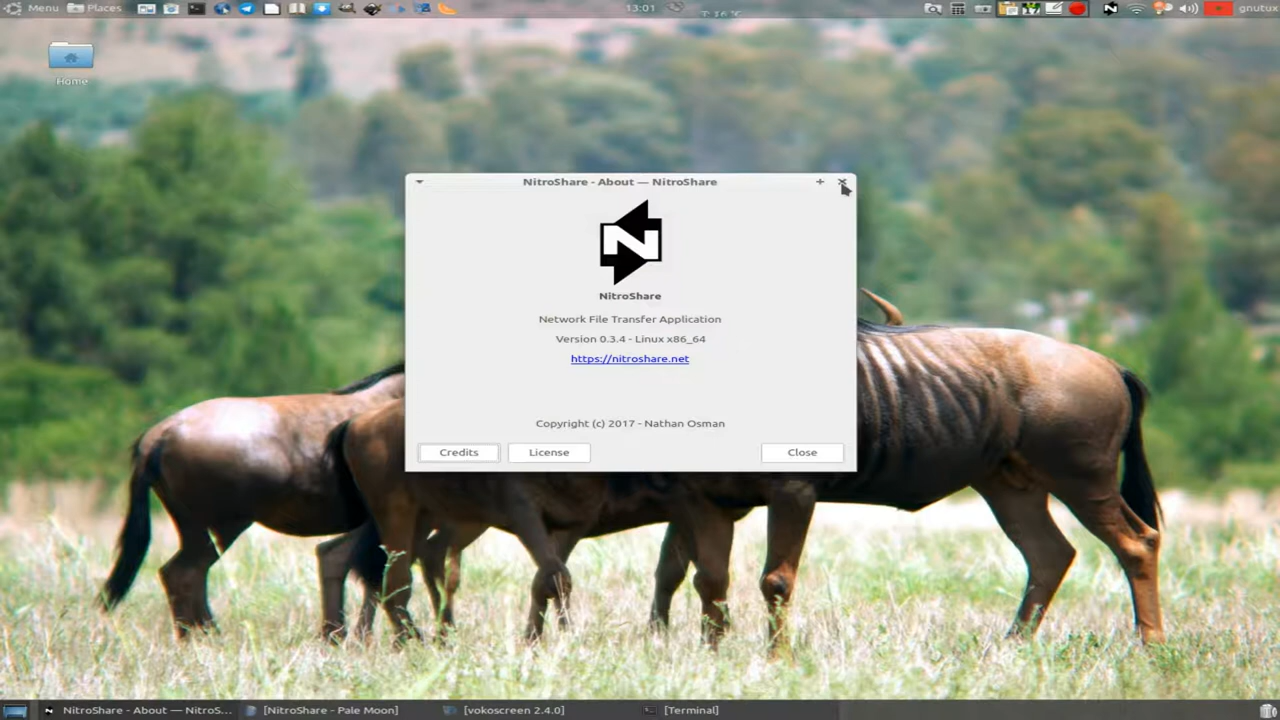 Menu
Places
13:01
T: 16 °C
gnutux
Home
NitroShare - About — NitroShare
N
NitroShare
Network File Transfer Application
Version 0.3.4 - Linux x86_64
https://nitroshare.net
Copyright (c) 2017 - Nathan Osman
Credits
License
Close
NitroShare - About — NitroS...
[NitroShare - Pale Moon]
[vokoscreen 2.4.0]
[Terminal]